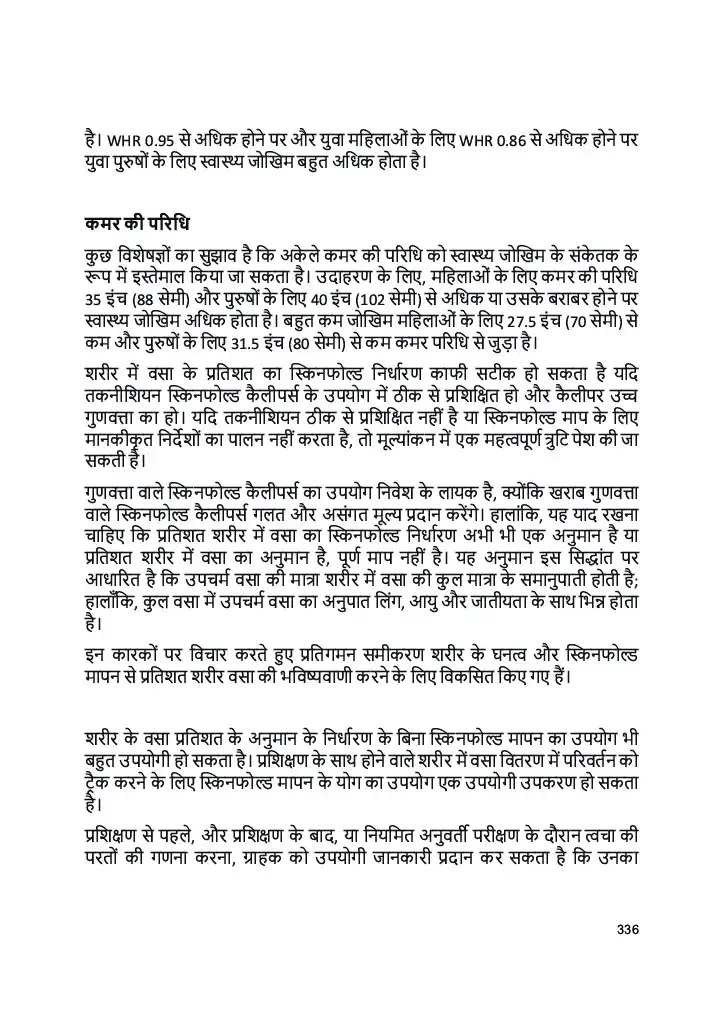 है। WHR 0.95 से अधिक होने पर और युवा महिलाओं के लिए WHR 0.86 से अधिक होने पर
युवा पुरुषों के लिए स्वास्थ्य जोखिम बहुत अधिक होता है।
कमर की परिधि
कुछ विशेषज्ञों का सुझाव है कि अकेले कमर की परिधि को स्वास्थ्य जोखिम के संकेतक के
रूप में इस्तेमाल किया जा सकता है। उदाहरण के लिए, महिलाओं के लिए कमर की परिधि
35 इंच (88 सेमी) और पुरुषों के लिए 40 इंच (102 सेमी) से अधिक या उसके बराबर होने पर
स्वास्थ्य जोखिम अधिक होता है। बहुत कम जोखिम महिलाओं के लिए 27.5 इंच (70 सेमी) से
कम और पुरुषों के लिए 31.5 इंच (80 सेमी) से कम कमर परिधि से जुड़ा है।
शरीर में वसा के प्रतिशत का स्किनफोल्ड निर्धारण काफी सटीक हो सकता है यदि
तकनीशियन स्किनफोल्ड कैलीपर्स के उपयोग में ठीक से प्रशिक्षित हो और कैलीपर उच्च
गुणवत्ता का हो। यदि तकनीशियन ठीक से प्रशिक्षित नहीं है या स्किनफोल्ड माप के लिए
मानकीकृत निर्देशों का पालन नहीं करता है, तो मूल्यांकन में एक महत्वपूर्ण त्रुटि पेश की जा
सकती है।
गुणवत्ता वाले स्किनफोल्ड कैलीपर्स का उपयोग निवेश के लायक है, क्योंकि खराब गुणवत्ता
वाले स्किनफोल्ड कैलीपर्स गलत और असंगत मूल्य प्रदान करेंगे। हालांकि, यह याद रखना
चाहिए कि प्रतिशत शरीर में वसा का स्किनफोल्ड निर्धारण अभी भी एक अनुमान है या
प्रतिशत शरीर में वसा का अनुमान है, पूर्ण माप नहीं है। यह अनुमान इस सिद्धांत पर
आधारित है कि उपचर्म वसा की मात्रा शरीर में वसा की कुल मात्रा के समानुपाती होती है;
हालाँकि, कुल वसा में उपचर्म वसा का अनुपात लिंग, आयु और जातीयता के साथ भिन्न होता
है।
इन कारकों पर विचार करते हुए प्रतिगमन समीकरण शरीर के घनत्व और स्किनफोल्ड
मापन से प्रतिशत शरीर वसा की भविष्यवाणी करने के लिए विकसित किए गए हैं।
शरीर के वसा प्रतिशत के अनुमान के निर्धारण के बिना स्किनफोल्ड मापन का उपयोग भी
बहुत उपयोगी हो सकता है। प्रशिक्षण के साथ होने वाले शरीर में वसा वितरण में परिवर्तन को
ट्रैक करने के लिए स्किनफोल्ड मापन के योग का उपयोग एक उपयोगी उपकरण हो सकता
है।
प्रशिक्षण से पहले, और प्रशिक्षण के बाद, या नियमित अनुवर्ती परीक्षण के दौरान त्वचा की
परतों की गणना करना, ग्राहक को उपयोगी जानकारी प्रदान कर सकता है कि उनका
336